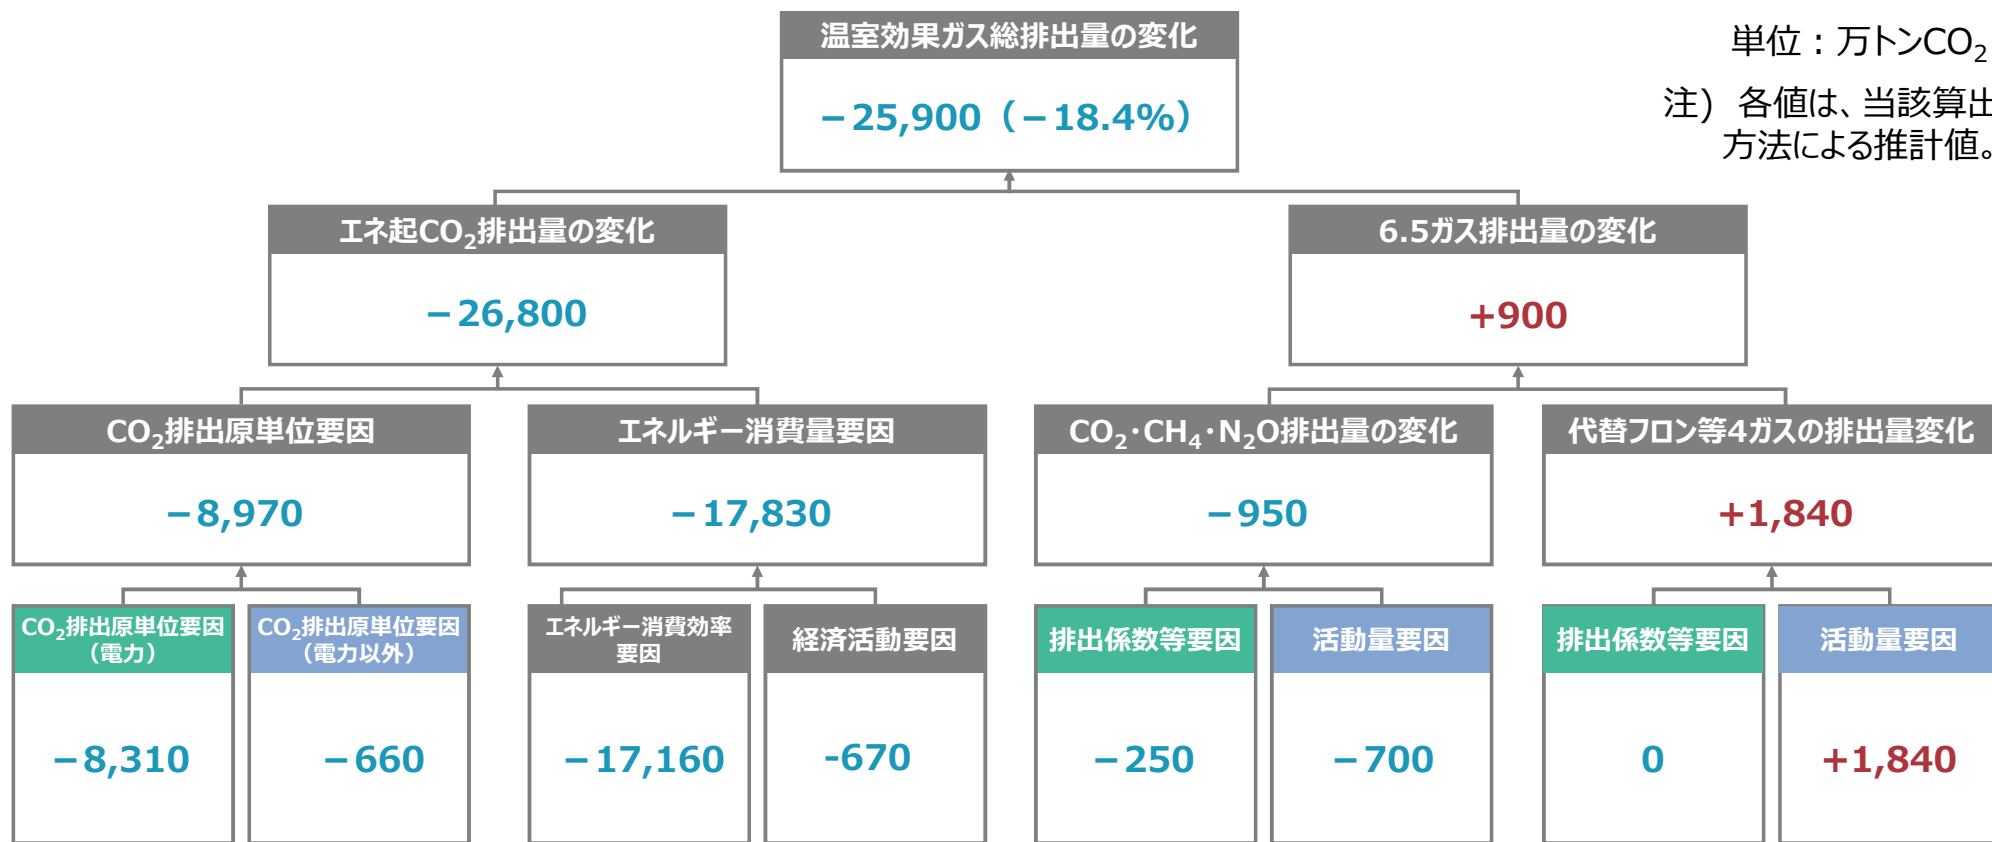 温室効果ガス総排出量の変化
−25,900（−18.4%）
単位：万トンCO₂
注) 各値は、当該算出
方法による推計値。
エネ起CO₂排出量の変化
−26,800
6.5ガス排出量の変化
+900
CO₂排出原単位要因
−8,970
エネルギー消費量要因
−17,830
CO₂･CH₄･N₂O排出量の変化
−950
代替フロン等4ガスの排出量変化
+1,840
CO₂排出原単位要因
（電力）
−8,310
CO₂排出原単位要因
（電力以外）
−660
エネルギー消費効率
要因
−17,160
経済活動要因
-670
排出係数等要因
−250
活動量要因
−700
排出係数等要因
0
活動量要因
+1,840